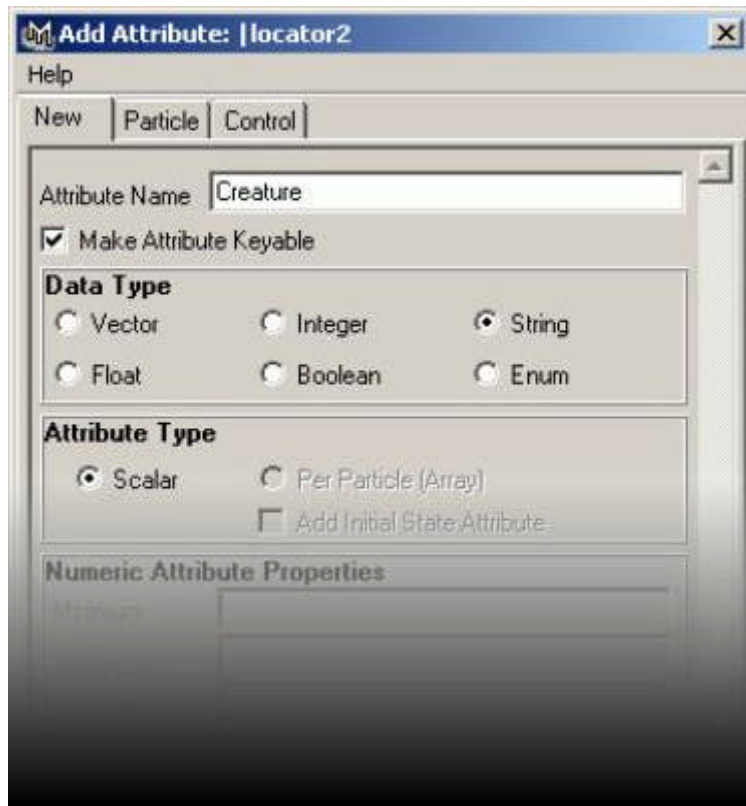 Add Attribute: |locator2
Help
New Particle Control
Attribute Name Creature
Make Attribute Keyable
Data Type
Vector Integer String
Float Boolean Enum
Attribute Type
Scalar Per Particle (Array)
Add Initial State Attribute
Numeric Attribute Properties